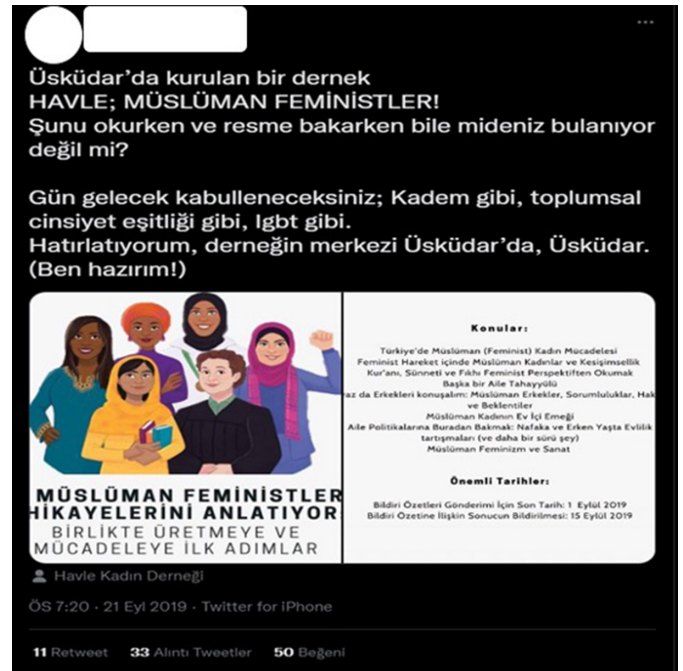 Üsküdar’da kurulan bir dernek
HAVLE; MÜSLÜMAN FEMİNİSTLER!
Şunu okurken ve resme bakarken bile mideniz bulanıyor
değil mi?
Gün gelecek kabulleneceksiniz; Kadem gibi, toplumsal
cinsiyet eşitliği gibi, lgbt gibi.
Hatırlatıyorum, derneğin merkezi Üsküdar’da, Üsküdar.
(Ben hazırım!)
MÜSLÜMAN FEMİNİSTLER
HİKAYELERİNİ ANLATIYOR
BİRLİKTE ÜRETMEYE VE
MÜCADELEYE İLK ADIMLAR
Konular:
Türkiye'de Müslüman (Feminist) Kadın Mücadelesi
Feminist Hareket içinde Müslüman Kadınlar ve Kesişimsellik
Kur'anı, Sünneti ve Fıkhı Feminist Perspektiften Okumak
Başka bir Aile Tahayyülü
raz da Erkekleri konuşalım: Müslüman Erkekler, Sorumluluklar, Hak
ve Beklentiler
Müslüman Kadının Ev İçi Emeği
Aile Politikalarına Buradan Bakmak: Nafaka ve Erken Yaşta Evlilik
tartışmaları (ve daha bir sürü şey)
Müslüman Feminizm ve Sanat
Önemli Tarihler:
Bildiri Özetleri Gönderimi İçin Son Tarih: 1 Eylül 2019
Bildiri Özetine İlişkin Sonucun Bildirilmesi: 15 Eylül 2019
Havle Kadın Derneği
ÖS 7:20 · 21 Eyl 2019 · Twitter for iPhone
11 Retweet 33 Alıntı Tweetler 50 Beğeni